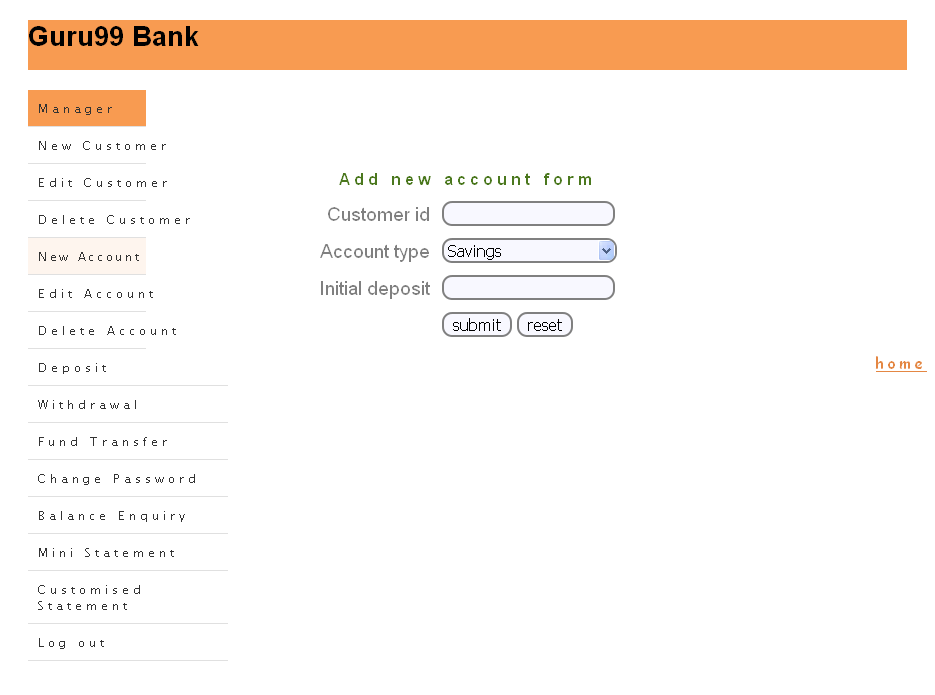 Guru99 Bank
Manager
New Customer
Edit Customer
Delete Customer
New Account
Edit Account
Delete Account
Deposit
Withdrawal
Fund Transfer
Change Password
Balance Enquiry
Mini Statement
Customised
Statement
Log out
Add new account form
Customer id
Account type Savings
Initial deposit
submit reset
home